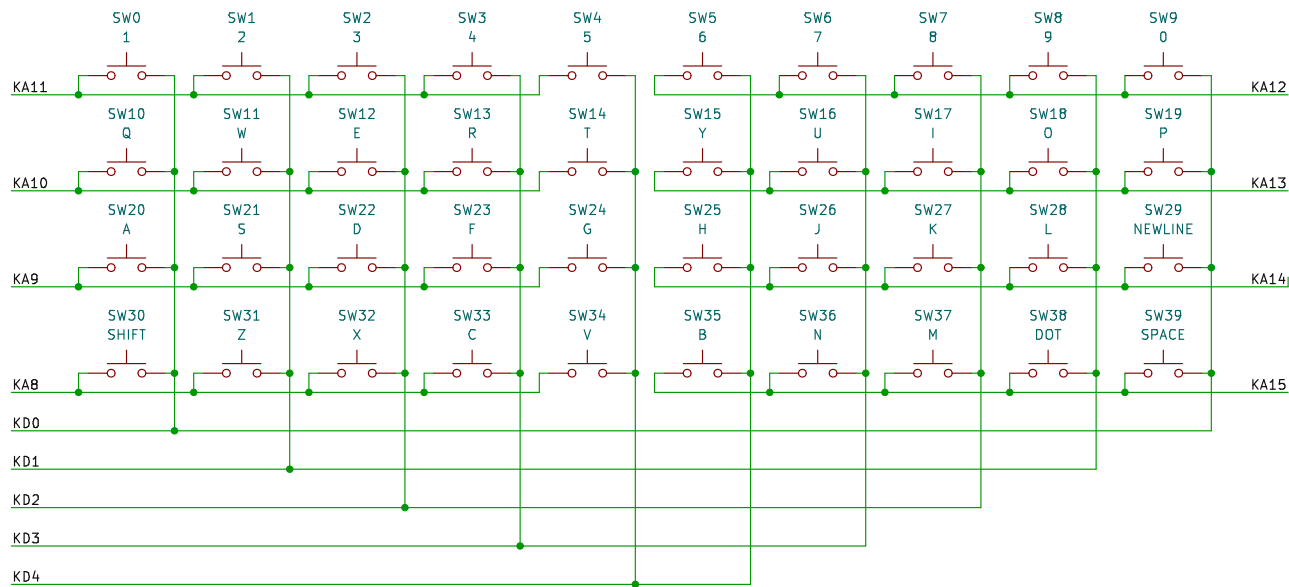 SW0 SW1 SW2 SW3 SW4 SW5 SW6 SW7 SW8 SW9
1 2 3 4 5 6 7 8 9 0
KA11 KA12
SW10 SW11 SW12 SW13 SW14 SW15 SW16 SW17 SW18 SW19
Q W E R T Y U I O P
KA10 KA13
SW20 SW21 SW22 SW23 SW24 SW25 SW26 SW27 SW28 SW29
A S D F G H J K L NEWLINE
KA9 KA14
SW30 SW31 SW32 SW33 SW34 SW35 SW36 SW37 SW38 SW39
SHIFT Z X C V B N M DOT SPACE
KA8 KA15
KD0
KD1
KD2
KD3
KD4